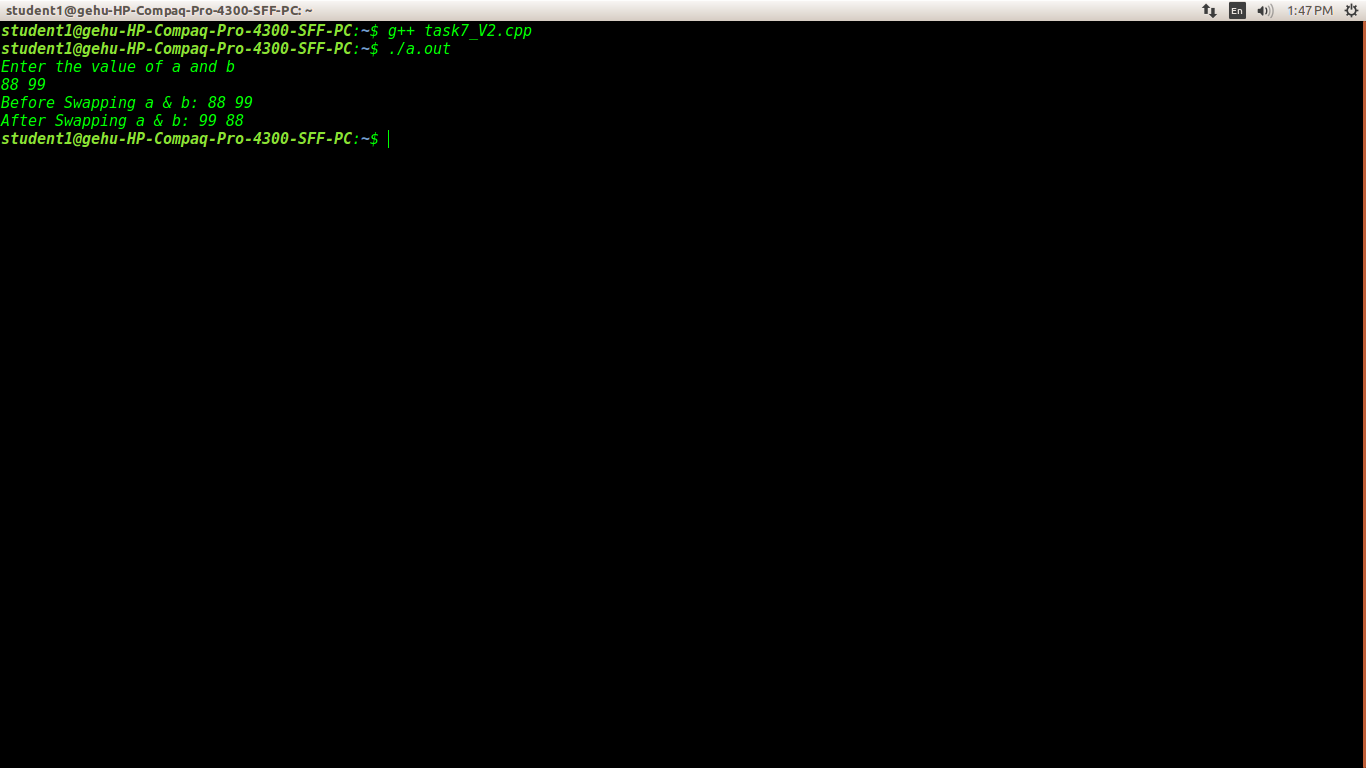 student1@gehu-HP-Compaq-Pro-4300-SFF-PC: ~
En
1:47 PM
student1@gehu-HP-Compaq-Pro-4300-SFF-PC:~$ g++ task7_V2.cpp
student1@gehu-HP-Compaq-Pro-4300-SFF-PC:~$ ./a.out
Enter the value of a and b
88 99
Before Swapping a & b: 88 99
After Swapping a & b: 99 88
student1@gehu-HP-Compaq-Pro-4300-SFF-PC:~$